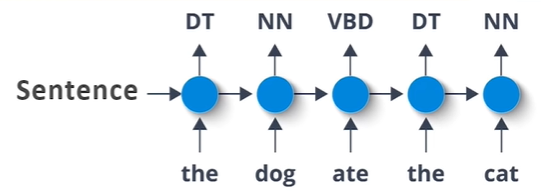 DT NN VBD DT NN
Sentence
the dog ate the cat